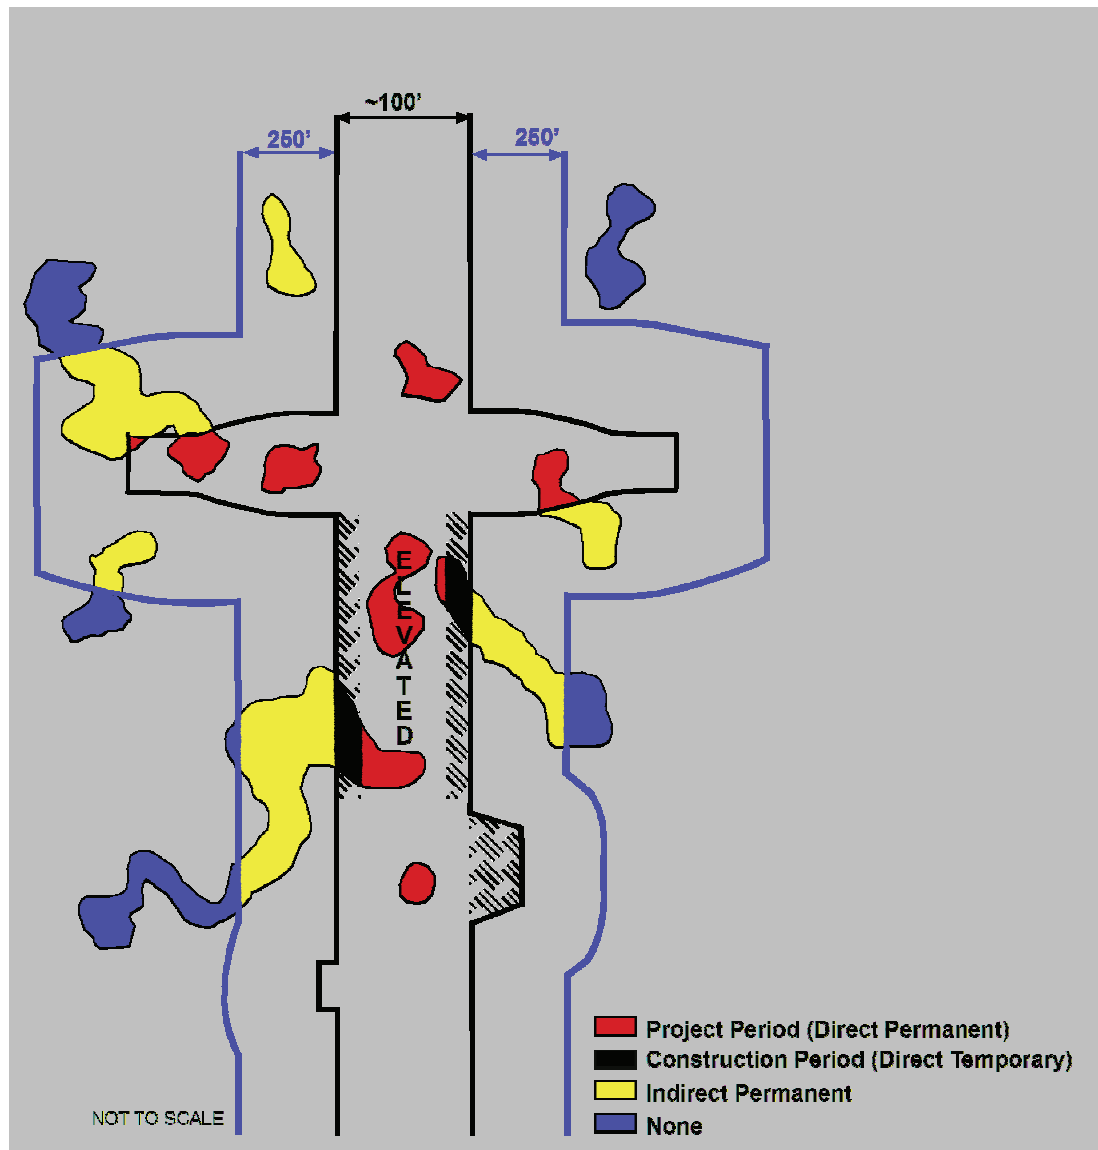 ~100'
250'
250'
ELEVATED
Project Period (Direct Permanent)
Construction Period (Direct Temporary)
Indirect Permanent
None
NOT TO SCALE